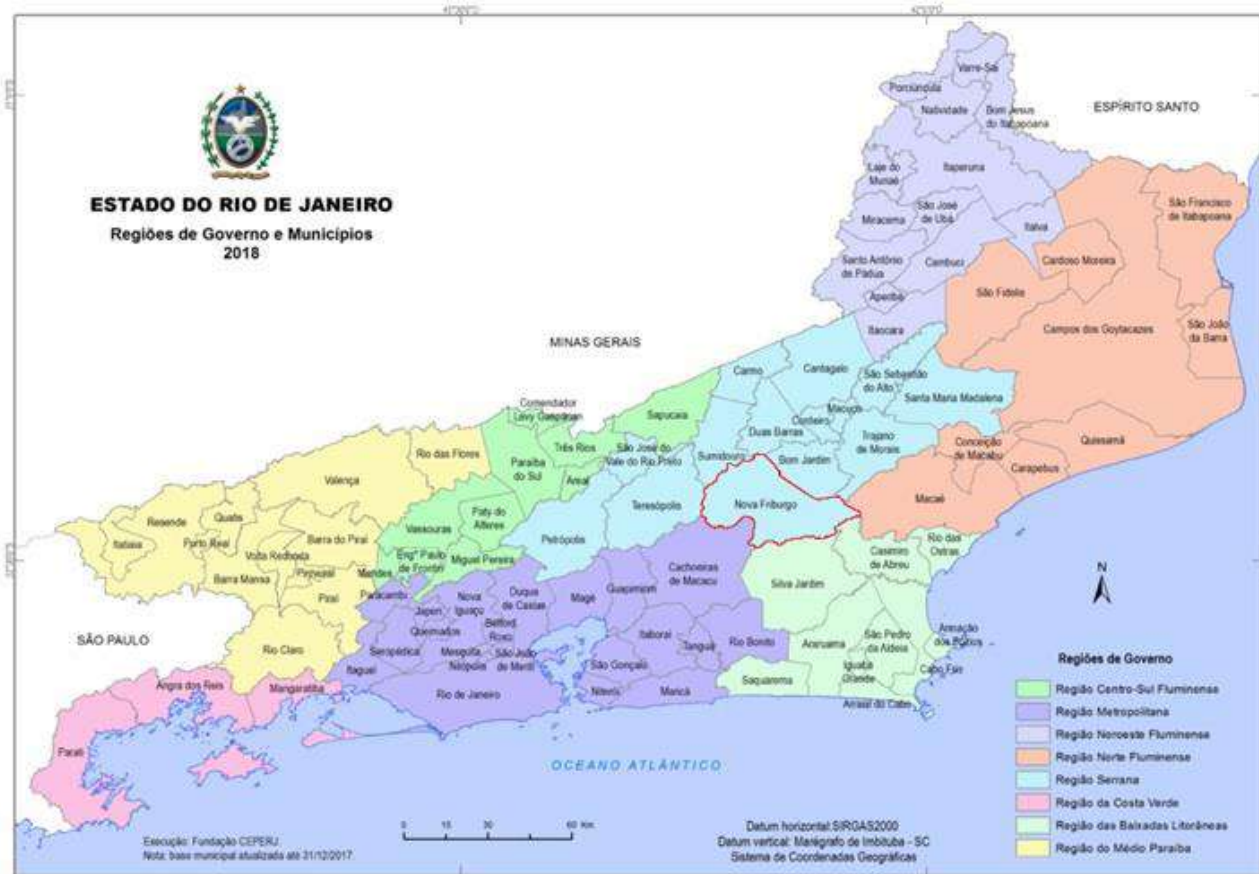 ESTADO DO RIO DE JANEIRO
Regiões de Governo e Municípios
2018
ESPÍRITO SANTO
MINAS GERAIS
SÃO PAULO
OCEANO ATLÂNTICO
Varre-Sai
Porciúncula
Natividade
Bom Jesus
do Itabapoana
Laje do
Muriaé
Itaperuna
São José
de Ubá
Miracema
Italva
Santo Antônio
de Pádua
Cambuci
Aperibé
Itaocara
São Francisco
de Itabapoana
Cardoso Moreira
São Fidelis
Campos dos Goytacazes
São João
da Barra
Quissamã
Conceição
de Macabu
Carapebus
Macaé
Carmo
Cantagalo
São Sebastião
do Alto
Santa Maria Madalena
Macuco
Cordeiro
Duas Barras
Trajano
de Morais
Sumidouro
Bom Jardim
Nova Friburgo
Teresópolis
Petrópolis
São José do
Vale do Rio Preto
Comendador
Levy Gasparian
Sapucaia
Três Rios
Paraíba
do Sul
Areal
Paty do
Alferes
Vassouras
Engº Paulo
de Frontin
Miguel Pereira
Mendes
Rio das Flores
Valença
Resende
Quatis
Itatiaia
Porto Real
Volta Redonda
Barra do Piraí
Barra Mansa
Pinheiral
Piraí
Rio Claro
Paracambi
Japeri
Nova
Iguaçu
Duque
de Caxias
Magé
Guapimirim
Cachoeiras
de Macacu
Queimados
Belford
Roxo
Seropédica
Mesquita
Nilópolis
São João
de Meriti
Itaguaí
Rio de Janeiro
Itaboraí
Tanguá
Rio Bonito
São Gonçalo
Niterói
Maricá
Rio das
Ostras
Casimiro
de Abreu
Silva Jardim
Araruama
São Pedro
da Aldeia
Armação
dos Búzios
Iguaba
Grande
Cabo Frio
Saquarema
Arraial do Cabo
Angra dos Reis
Mangaratiba
Parati
N
Regiões de Governo
Região Centro-Sul Fluminense
Região Metropolitana
Região Noroeste Fluminense
Região Norte Fluminense
Região Serrana
Região da Costa Verde
Região das Baixadas Litorâneas
Região do Médio Paraíba
0 15 30 60 Km
Execução: Fundação CEPERJ.
Nota: base municipal atualizada até 31/12/2017.
Datum horizontal:SIRGAS2000
Datum vertical: Marégrafo de Imbituba - SC
Sistema de Coordenadas Geográficas